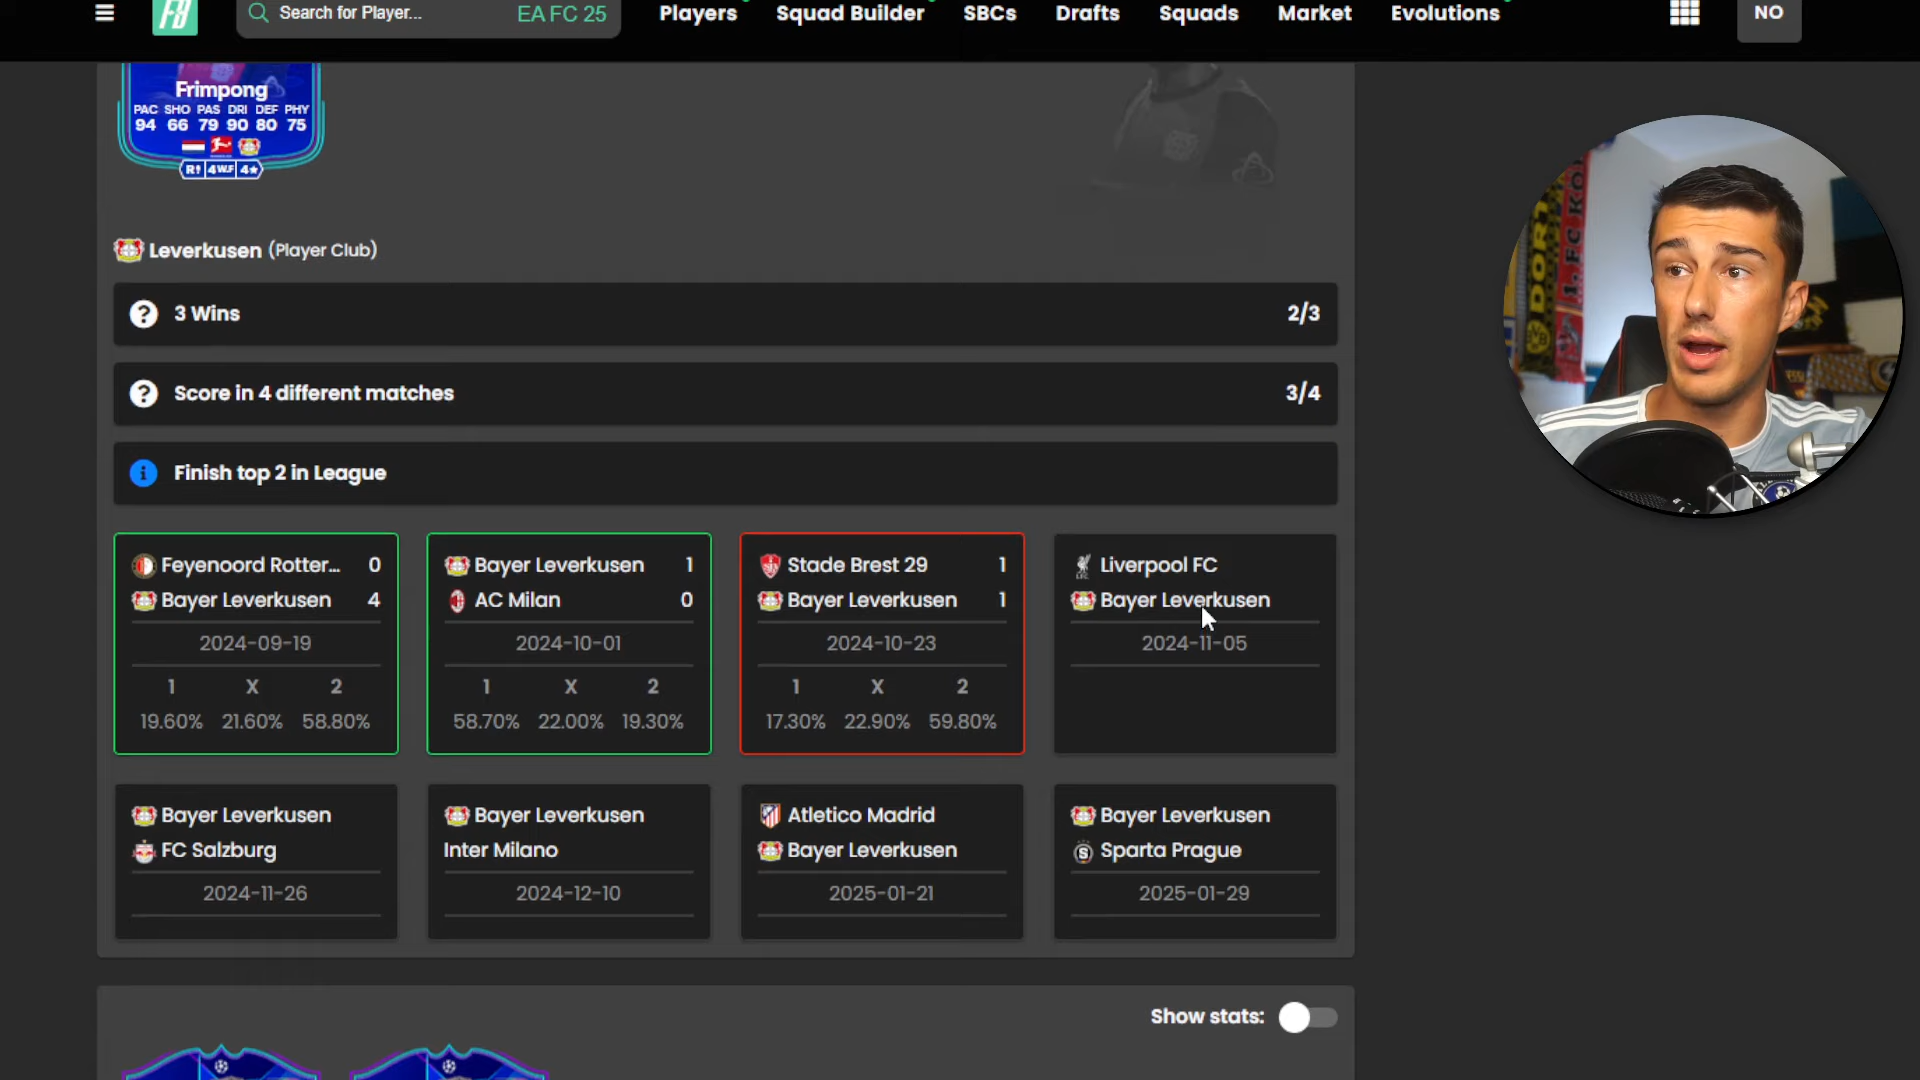 Search for Player... EA FC 25 Players Squad Builder SBCs Drafts Squads Market Evolutions NO
Frimpong
PAC SHO PAS DRI DEF PHY
94 66 79 90 80 75
4W.F 4★
Leverkusen (Player Club)
3 Wins 2/3
Score in 4 different matches 3/4
Finish top 2 in League
Feyenoord Rotter... 0
Bayer Leverkusen 4
2024-09-19
1 X 2
19.60% 21.60% 58.80%
Bayer Leverkusen 1
AC Milan 0
2024-10-01
1 X 2
58.70% 22.00% 19.30%
Stade Brest 29 1
Bayer Leverkusen 1
2024-10-23
1 X 2
17.30% 22.90% 59.80%
Liverpool FC
Bayer Leverkusen
2024-11-05
Bayer Leverkusen
FC Salzburg
2024-11-26
Bayer Leverkusen
Inter Milano
2024-12-10
Atletico Madrid
Bayer Leverkusen
2025-01-21
Bayer Leverkusen
Sparta Prague
2025-01-29
Show stats:
DORT
1. FC KÖ